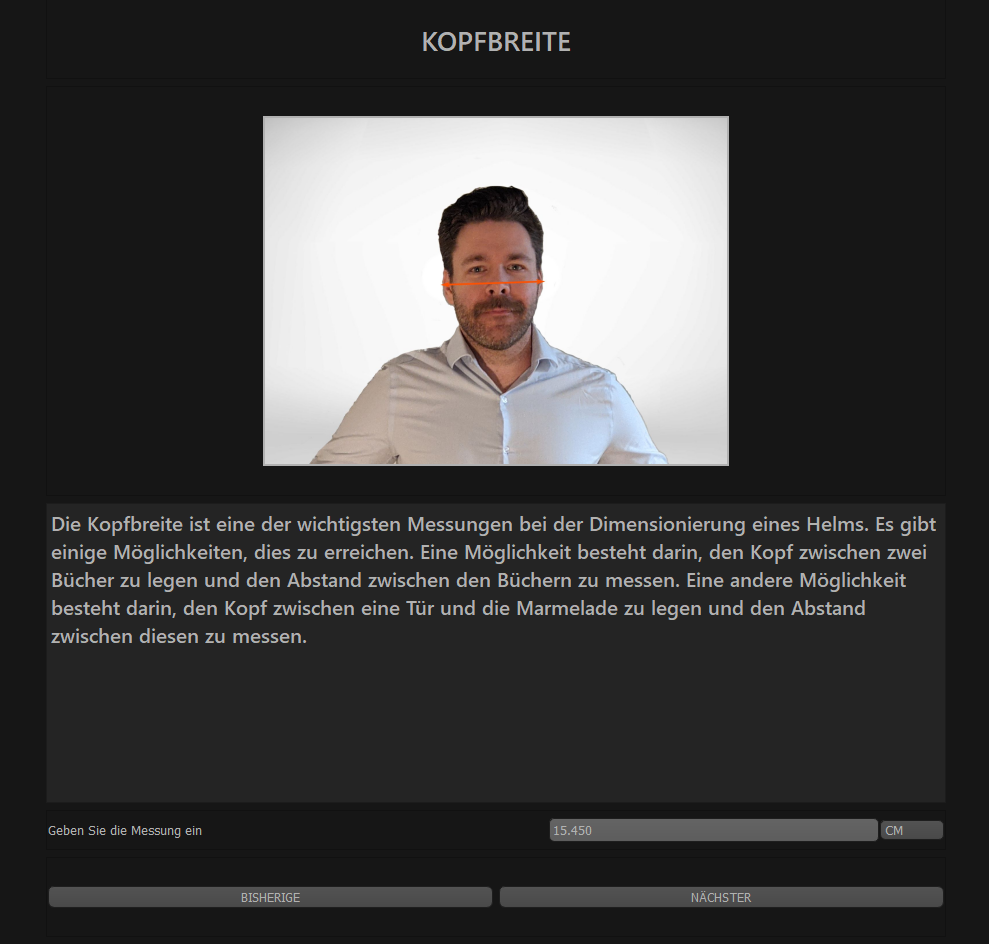 KOPFBREITE
Die Kopfbreite ist eine der wichtigsten Messungen bei der Dimensionierung eines Helms. Es gibt
einige Möglichkeiten, dies zu erreichen. Eine Möglichkeit besteht darin, den Kopf zwischen zwei
Bücher zu legen und den Abstand zwischen den Büchern zu messen. Eine andere Möglichkeit
besteht darin, den Kopf zwischen eine Tür und die Marmelade zu legen und den Abstand
zwischen diesen zu messen.
Geben Sie die Messung ein 15.450 CM
BISHERIGE NÄCHSTER